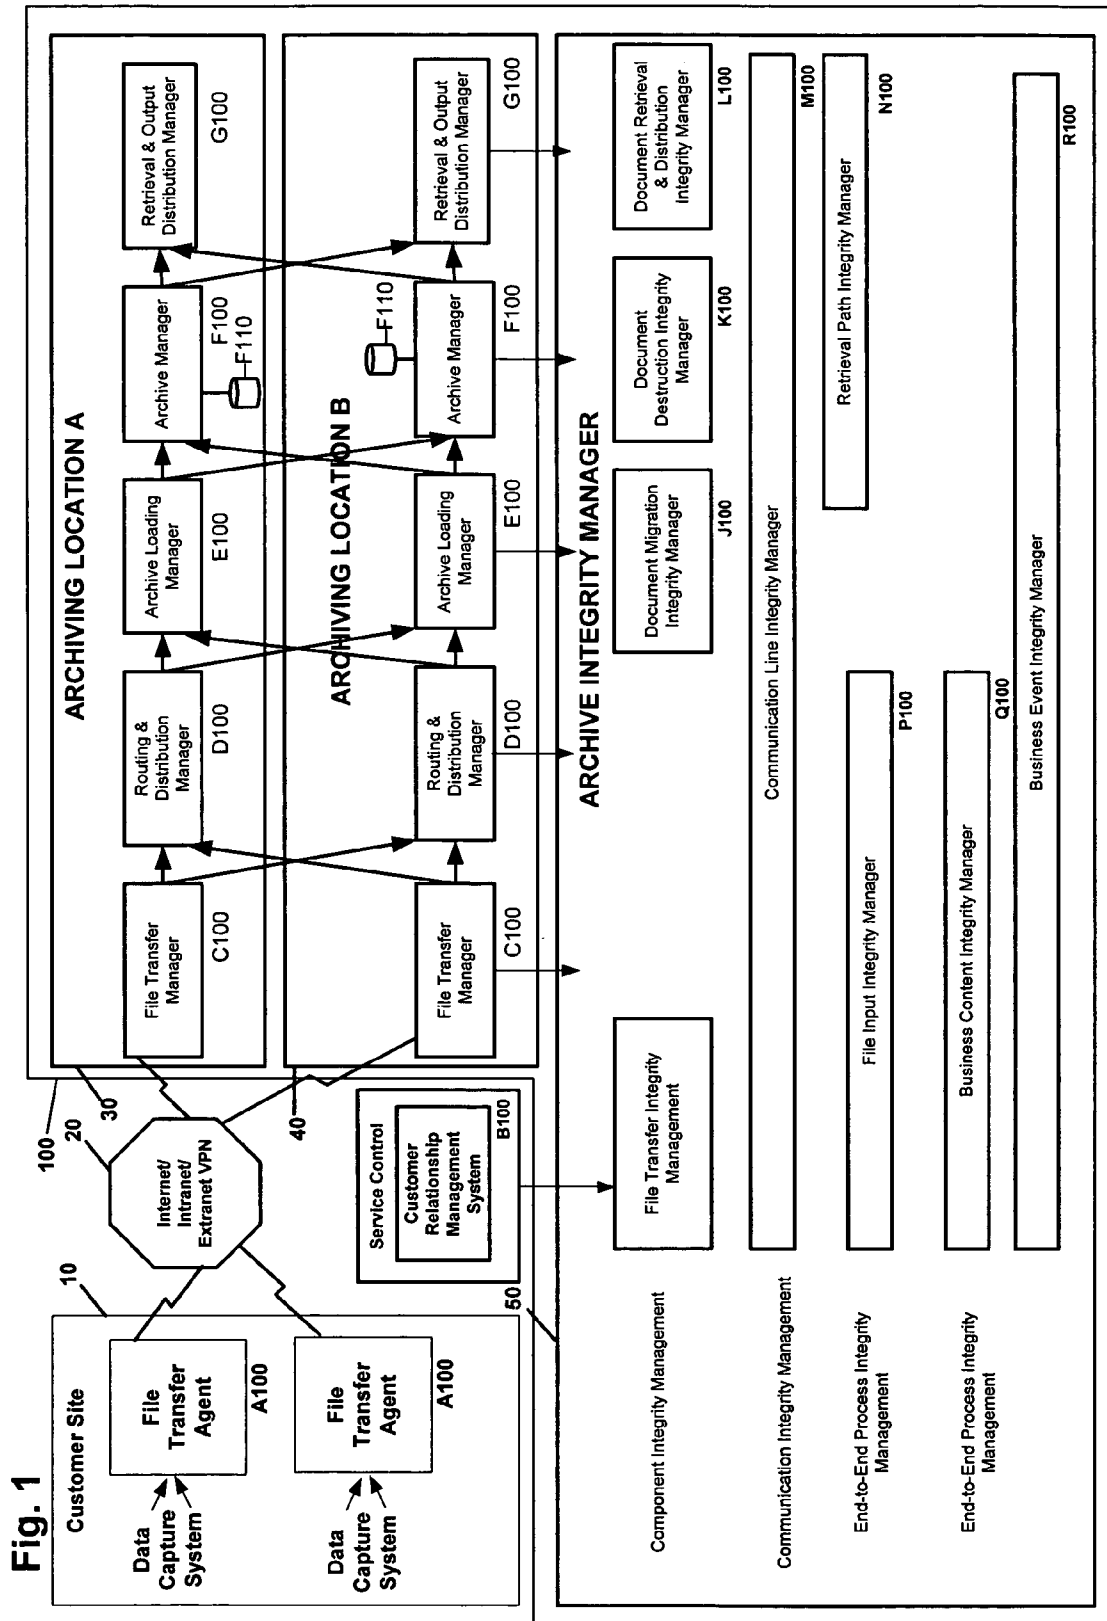 Fig. 1
Customer Site
Data
Capture
System
File
Transfer
Agent
A100
Data
Capture
System
File
Transfer
Agent
A100
10
Internet/
Intranet/
Extranet VPN
20
100
30
40
Service Control
Customer
Relationship
Management
System
B100
50
ARCHIVING LOCATION A
File Transfer
Manager
C100
Routing &
Distribution
Manager
D100
Archive Loading
Manager
E100
Archive Manager
F100
F110
Retrieval & Output
Distribution Manager
G100
ARCHIVING LOCATION B
File Transfer
Manager
C100
Routing &
Distribution
Manager
D100
Archive Loading
Manager
E100
F110
Archive Manager
F100
Retrieval & Output
Distribution Manager
G100
ARCHIVE INTEGRITY MANAGER
Component Integrity Management
File Transfer Integrity
Management
Document Migration
Integrity Manager
J100
Document
Destruction Integrity
Manager
K100
Document Retrieval
& Distribution
Integrity Manager
L100
Communication Integrity Management
Communication Line Integrity Manager
M100
End-to-End Process Integrity
Management
File Input Integrity Manager
P100
Retrieval Path Integrity Manager
N100
End-to-End Process Integrity
Management
Business Content Integrity Manager
Q100
Business Event Integrity Manager
R100